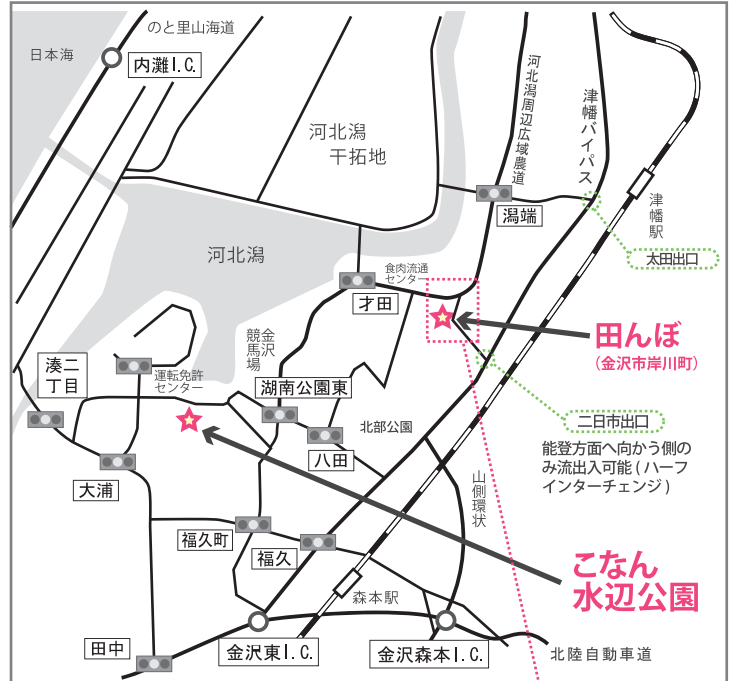 のと里山海道
日本海
内灘I.C.
河北潟
干拓地
河北潟周辺広域農道
津幡バイパス
潟端
津幡駅
太田出口
河北潟
食肉流通
センター
才田
田んぼ
(金沢市岸川町)
金沢
競馬場
湊二
丁目
運転免許
センター
湖南公園東
北部公園
八田
二日市出口
能登方面へ向かう側の
み流出入可能(ハーフ
インターチェンジ)
大浦
山側環状
福久町
福久
こなん
水辺公園
森本駅
田中
金沢東I.C.
金沢森本I.C.
北陸自動車道